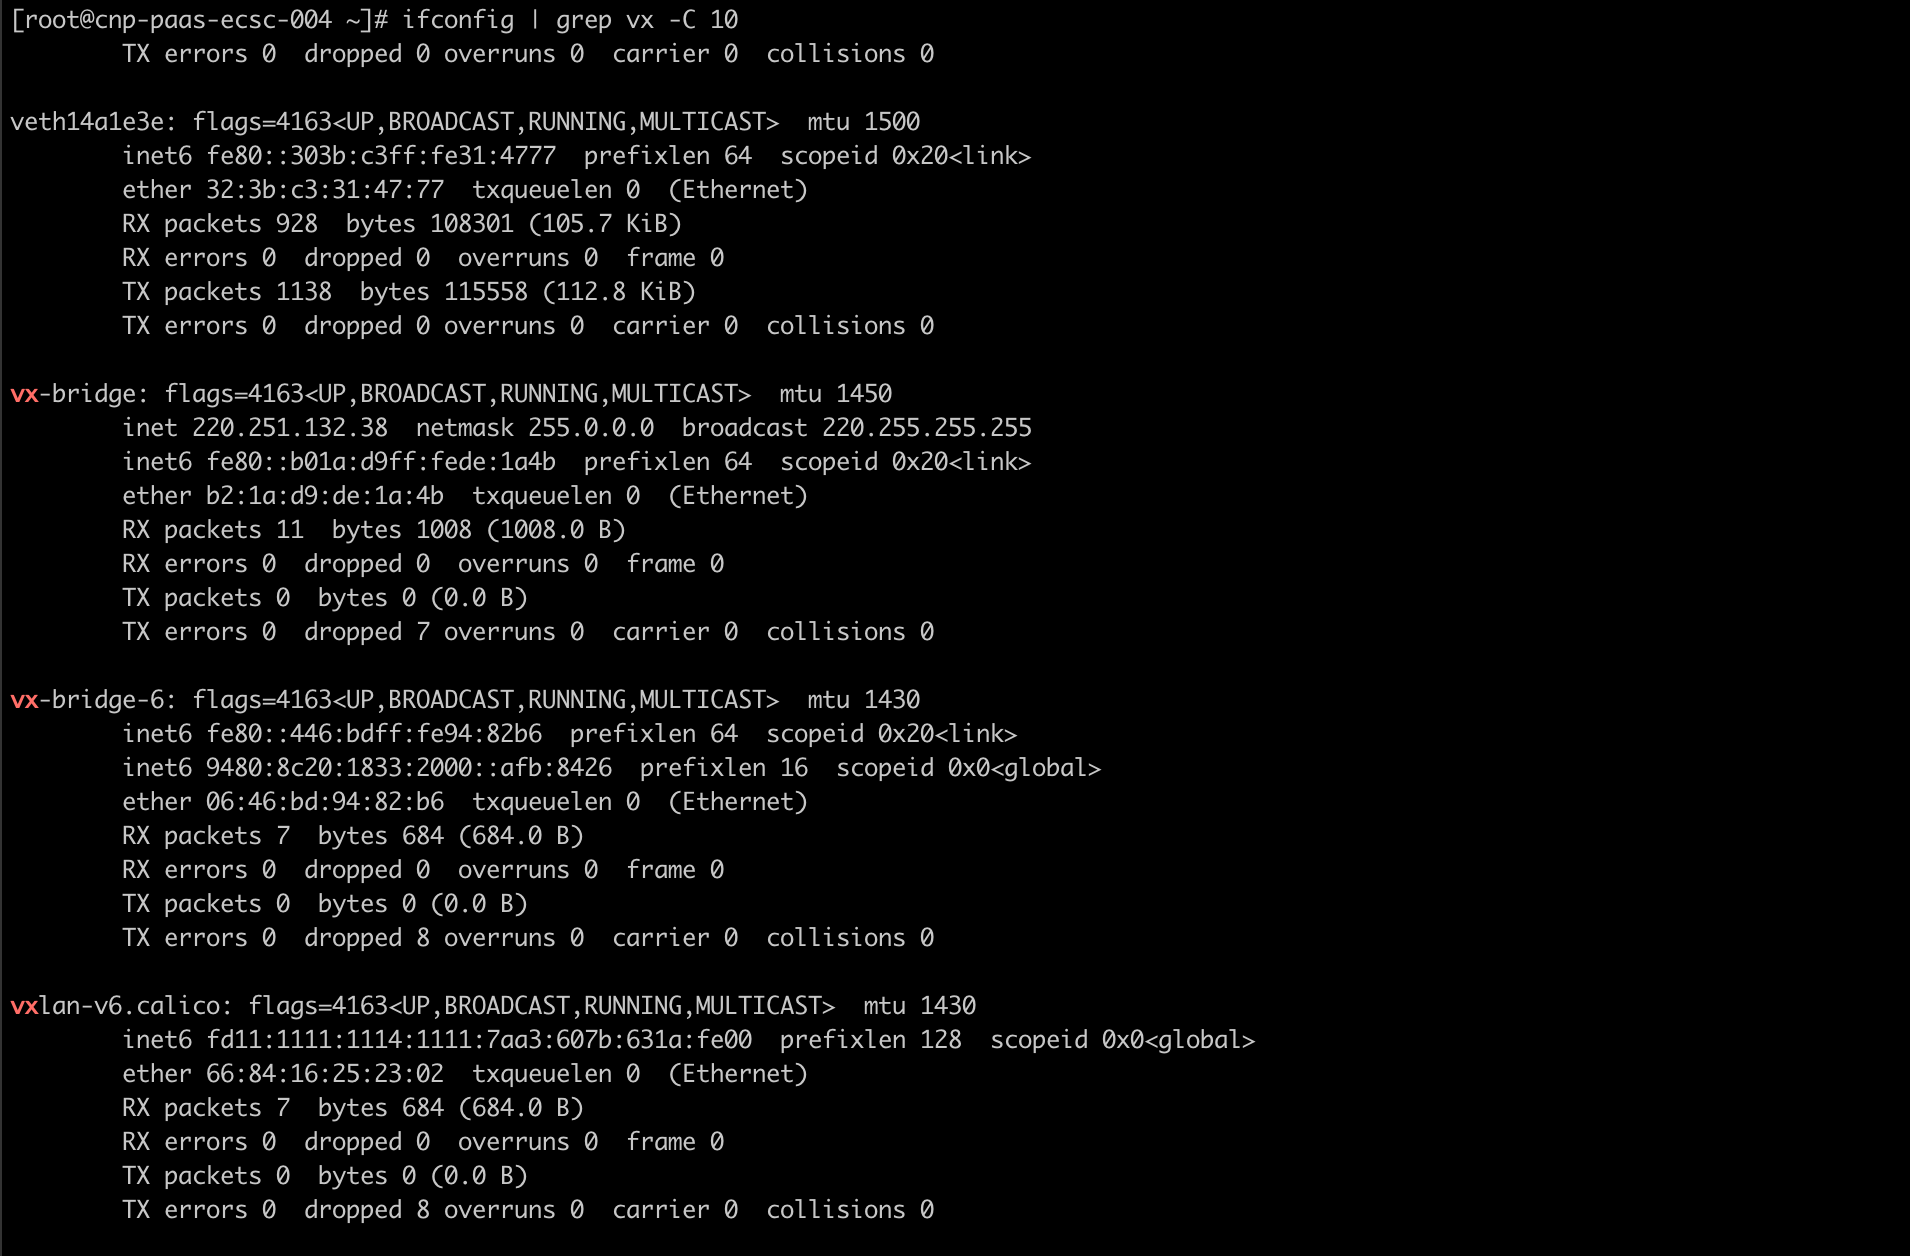 [root@cnp-paas-ecsc-004 ~]# ifconfig | grep vx -C 10
        TX errors 0  dropped 0 overruns 0  carrier 0  collisions 0

veth14a1e3e: flags=4163<UP,BROADCAST,RUNNING,MULTICAST>  mtu 1500
        inet6 fe80::303b:c3ff:fe31:4777  prefixlen 64  scopeid 0x20<link>
        ether 32:3b:c3:31:47:77  txqueuelen 0  (Ethernet)
        RX packets 928  bytes 108301 (105.7 KiB)
        RX errors 0  dropped 0  overruns 0  frame 0
        TX packets 1138  bytes 115558 (112.8 KiB)
        TX errors 0  dropped 0 overruns 0  carrier 0  collisions 0

vx-bridge: flags=4163<UP,BROADCAST,RUNNING,MULTICAST>  mtu 1450
        inet 220.251.132.38  netmask 255.0.0.0  broadcast 220.255.255.255
        inet6 fe80::b01a:d9ff:fede:1a4b  prefixlen 64  scopeid 0x20<link>
        ether b2:1a:d9:de:1a:4b  txqueuelen 0  (Ethernet)
        RX packets 11  bytes 1008 (1008.0 B)
        RX errors 0  dropped 0  overruns 0  frame 0
        TX packets 0  bytes 0 (0.0 B)
        TX errors 0  dropped 7 overruns 0  carrier 0  collisions 0

vx-bridge-6: flags=4163<UP,BROADCAST,RUNNING,MULTICAST>  mtu 1430
        inet6 fe80::446:bdff:fe94:82b6  prefixlen 64  scopeid 0x20<link>
        inet6 9480:8c20:1833:2000::afb:8426  prefixlen 16  scopeid 0x0<global>
        ether 06:46:bd:94:82:b6  txqueuelen 0  (Ethernet)
        RX packets 7  bytes 684 (684.0 B)
        RX errors 0  dropped 0  overruns 0  frame 0
        TX packets 0  bytes 0 (0.0 B)
        TX errors 0  dropped 8 overruns 0  carrier 0  collisions 0

vxlan-v6.calico: flags=4163<UP,BROADCAST,RUNNING,MULTICAST>  mtu 1430
        inet6 fd11:1111:1114:1111:7aa3:607b:631a:fe00  prefixlen 128  scopeid 0x0<global>
        ether 66:84:16:25:23:02  txqueuelen 0  (Ethernet)
        RX packets 7  bytes 684 (684.0 B)
        RX errors 0  dropped 0  overruns 0  frame 0
        TX packets 0  bytes 0 (0.0 B)
        TX errors 0  dropped 8 overruns 0  carrier 0  collisions 0